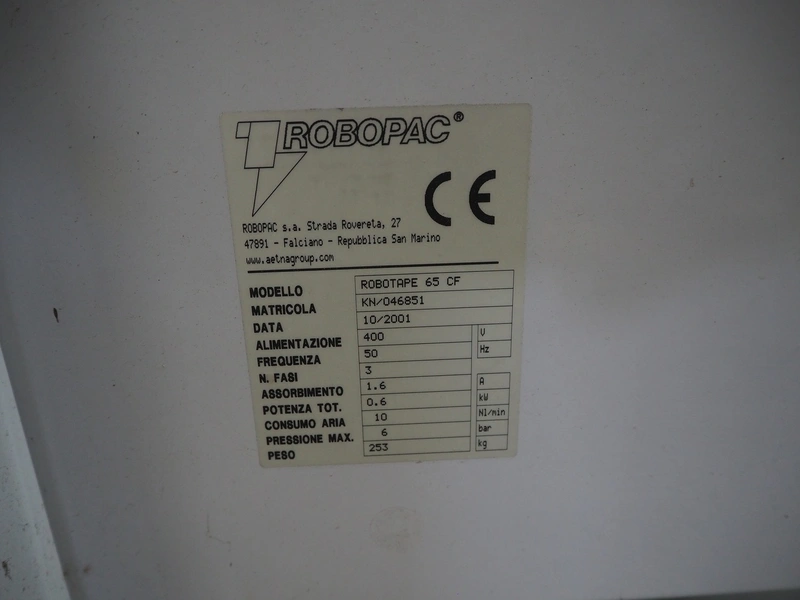 ROBOPAC®
CE
ROBOPAC s.a. Strada Rovereta, 27
47891 - Falciano - Repubblica San Marino
www.aetnagroup.com
MODELLO ROBOTAPE 65 CF
MATRICOLA KN/046851
DATA 10/2001
ALIMENTAZIONE 400 V
FREQUENZA 50 Hz
N. FASI 3
ASSORBIMENTO 1.6 A
POTENZA TOT. 0.6 kW
CONSUMO ARIA 10 Nl/min
PRESSIONE MAX. 6 bar
PESO 253 kg